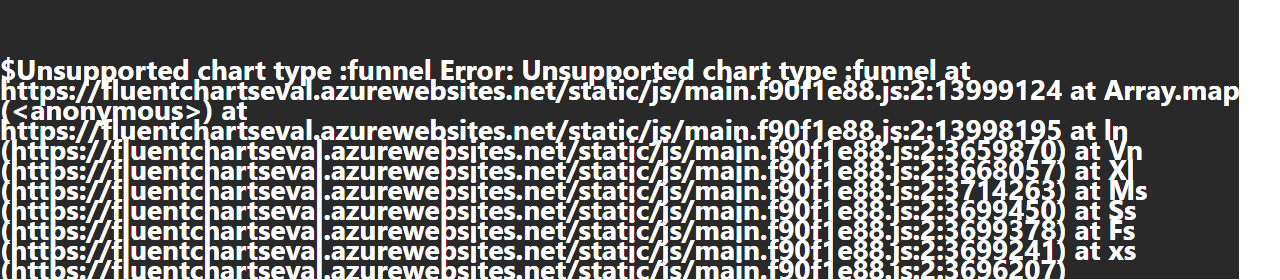 $Unsupported chart type :funnel Error: Unsupported chart type :funnel at
https://fluentchartseval.azurewebsites.net/static/js/main.f90f1e88.js:2:13999124 at Array.map
(<anonymous>) at
https://fluentchartseval.azurewebsites.net/static/js/main.f90f1e88.js:2:13998195 at ln
(https://fluentchartseval.azurewebsites.net/static/js/main.f90f1e88.js:2:3659870) at Vn
(https://fluentchartseval.azurewebsites.net/static/js/main.f90f1e88.js:2:3668057) at Xl
(https://fluentchartseval.azurewebsites.net/static/js/main.f90f1e88.js:2:3714263) at Ms
(https://fluentchartseval.azurewebsites.net/static/js/main.f90f1e88.js:2:3699450) at Ss
(https://fluentchartseval.azurewebsites.net/static/js/main.f90f1e88.js:2:3699378) at Fs
(https://fluentchartseval.azurewebsites.net/static/js/main.f90f1e88.js:2:3699241) at xs
(https://fluentchartseval.azurewebsites.net/static/js/main.f90f1e88.js:2:3696207)